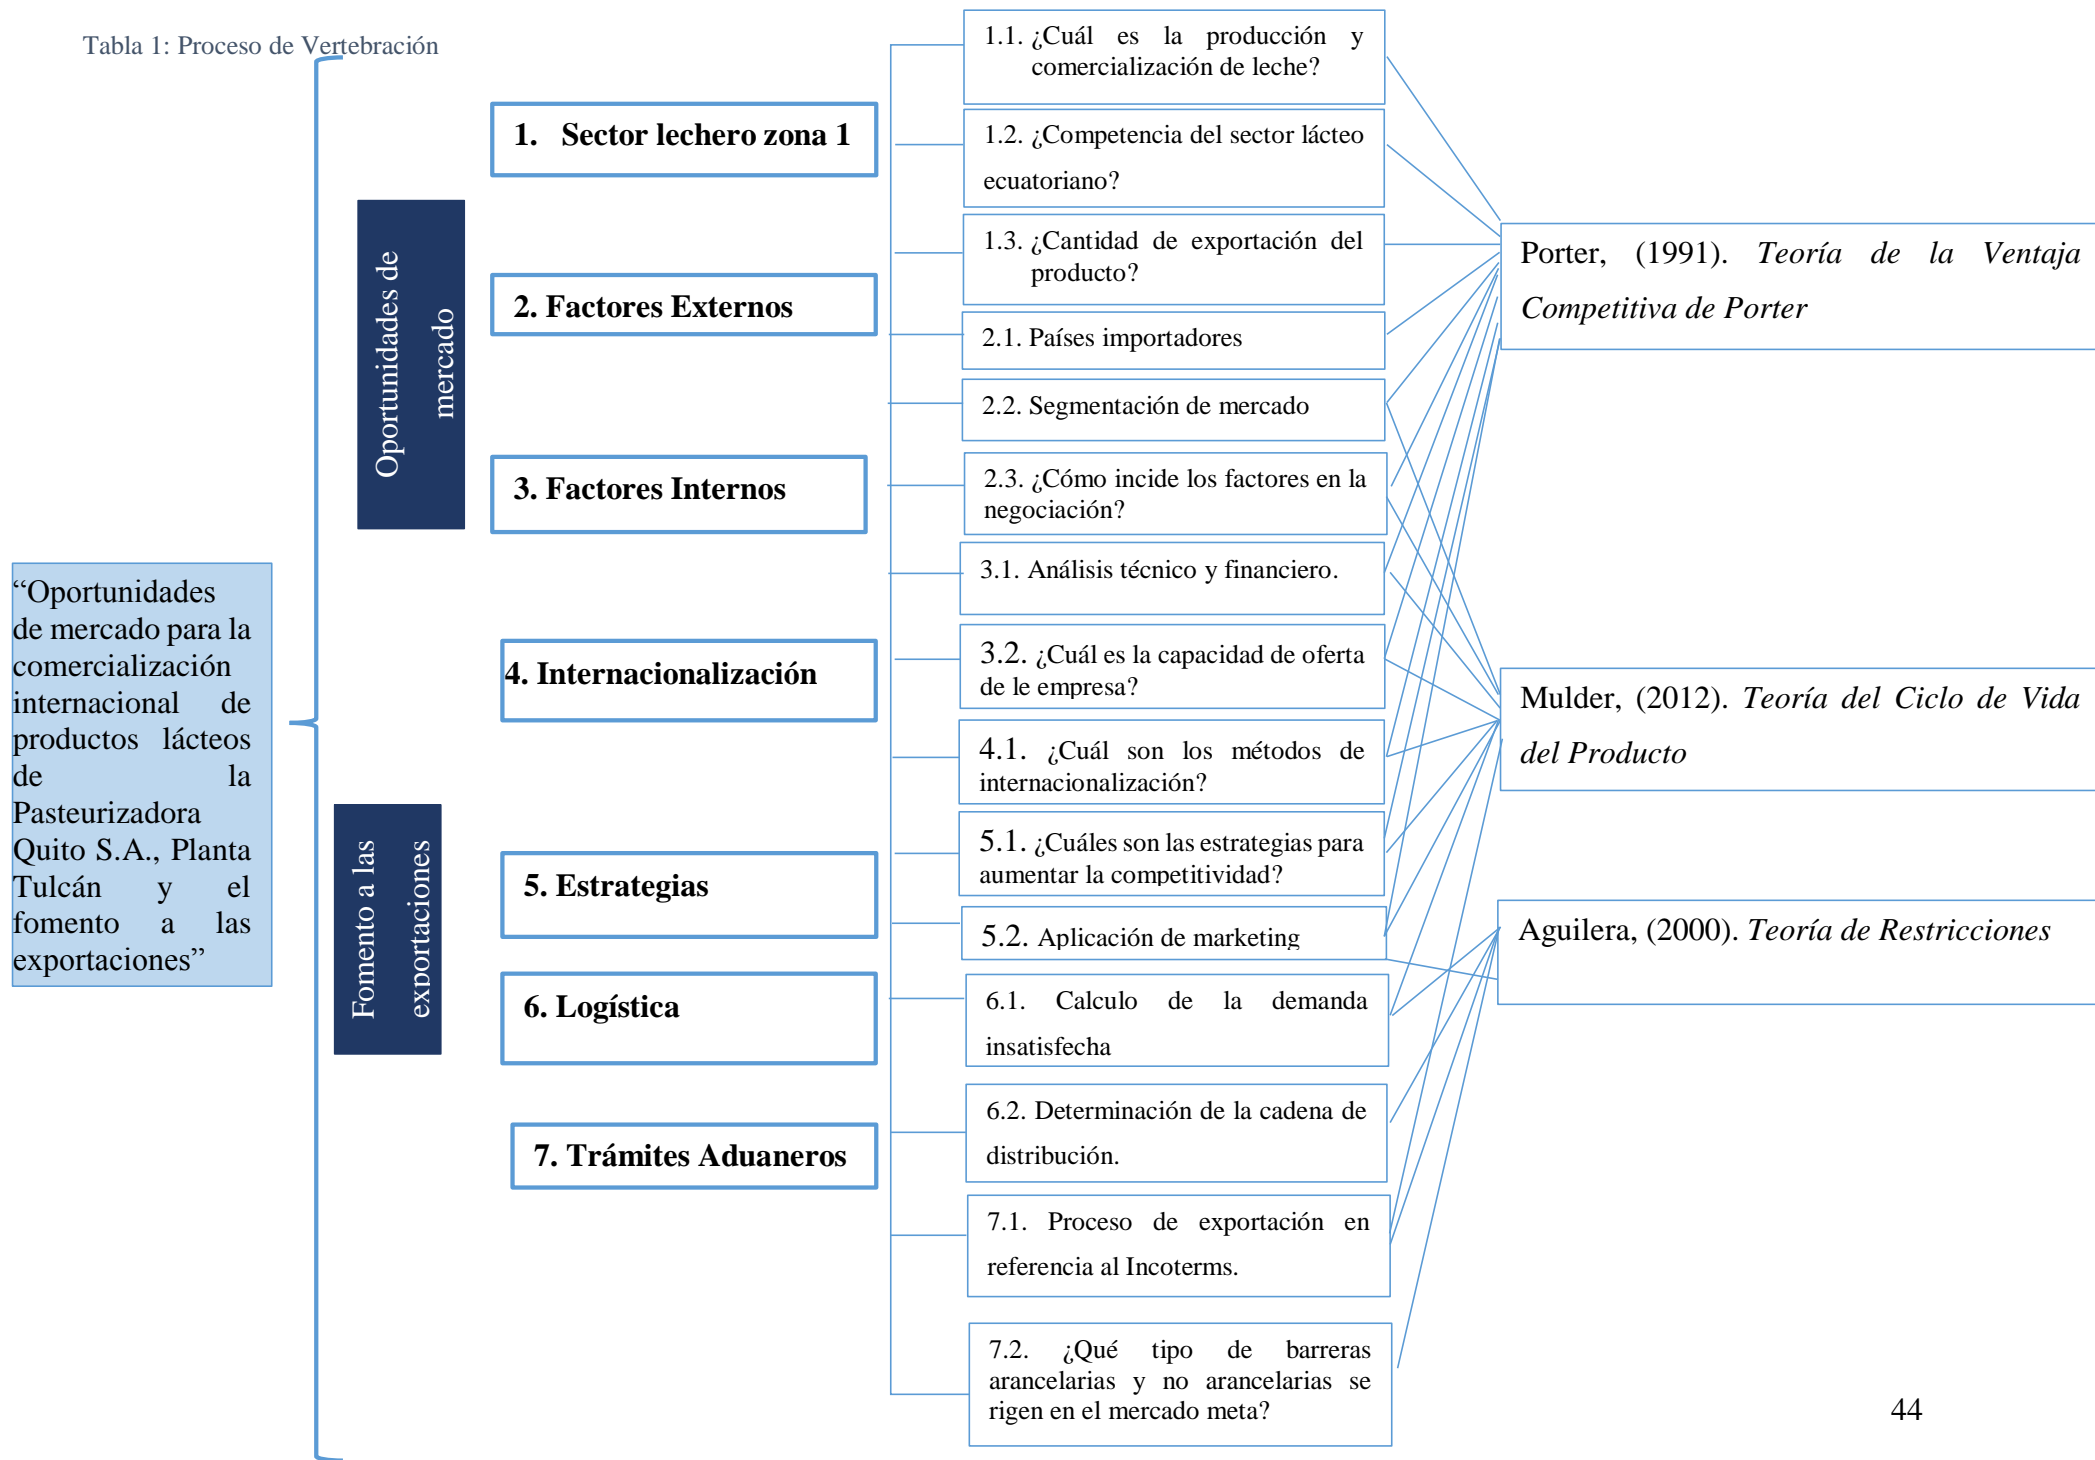 Tabla 1: Proceso de Vertebración
“Oportunidades
de mercado para la
comercialización
internacional de
productos lácteos
de la
Pasteurizadora
Quito S.A., Planta
Tulcán y el
fomento a las
exportaciones”
Oportunidades de
mercado
Fomento a las
exportaciones
1. Sector lechero zona 1
2. Factores Externos
3. Factores Internos
4. Internacionalización
5. Estrategias
6. Logística
7. Trámites Aduaneros
1.1. ¿Cuál es la producción y
comercialización de leche?
1.2. ¿Competencia del sector lácteo
ecuatoriano?
1.3. ¿Cantidad de exportación del
producto?
2.1. Países importadores
2.2. Segmentación de mercado
2.3. ¿Cómo incide los factores en la
negociación?
3.1. Análisis técnico y financiero.
3.2. ¿Cuál es la capacidad de oferta
de le empresa?
4.1. ¿Cuál son los métodos de
internacionalización?
5.1. ¿Cuáles son las estrategias para
aumentar la competitividad?
5.2. Aplicación de marketing
6.1. Calculo de la demanda
insatisfecha
6.2. Determinación de la cadena de
distribución.
7.1. Proceso de exportación en
referencia al Incoterms.
7.2. ¿Qué tipo de barreras
arancelarias y no arancelarias se
rigen en el mercado meta?
Porter, (1991). Teoría de la Ventaja
Competitiva de Porter
Mulder, (2012). Teoría del Ciclo de Vida
del Producto
Aguilera, (2000). Teoría de Restricciones
44